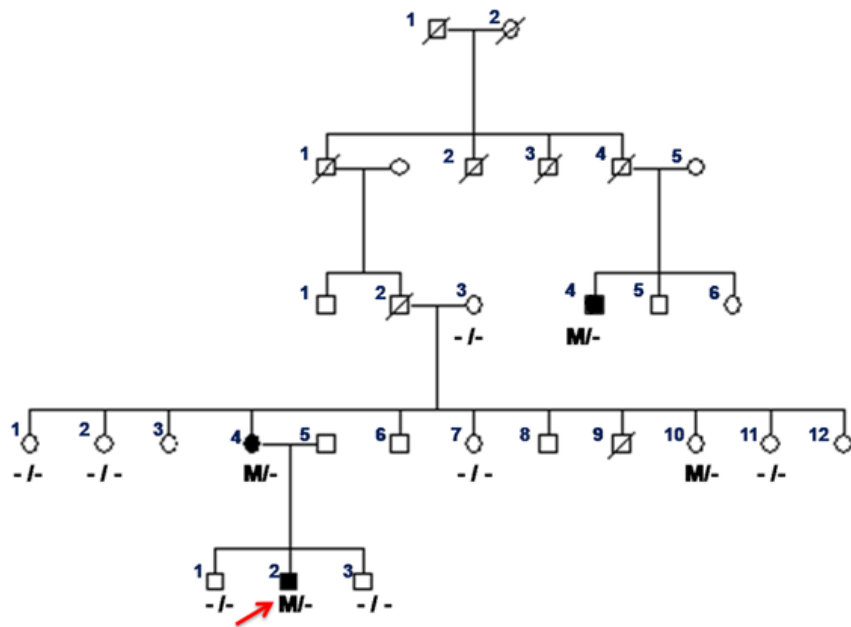 1 2
1 2 3 4 5
1 2 3 4 5 6
- /- M/-
1 2 3 4 5 6 7 8 9 10 11 12
- /- - /- M/- - /- M/- - /-
1 2 3
- /- M/- - /-